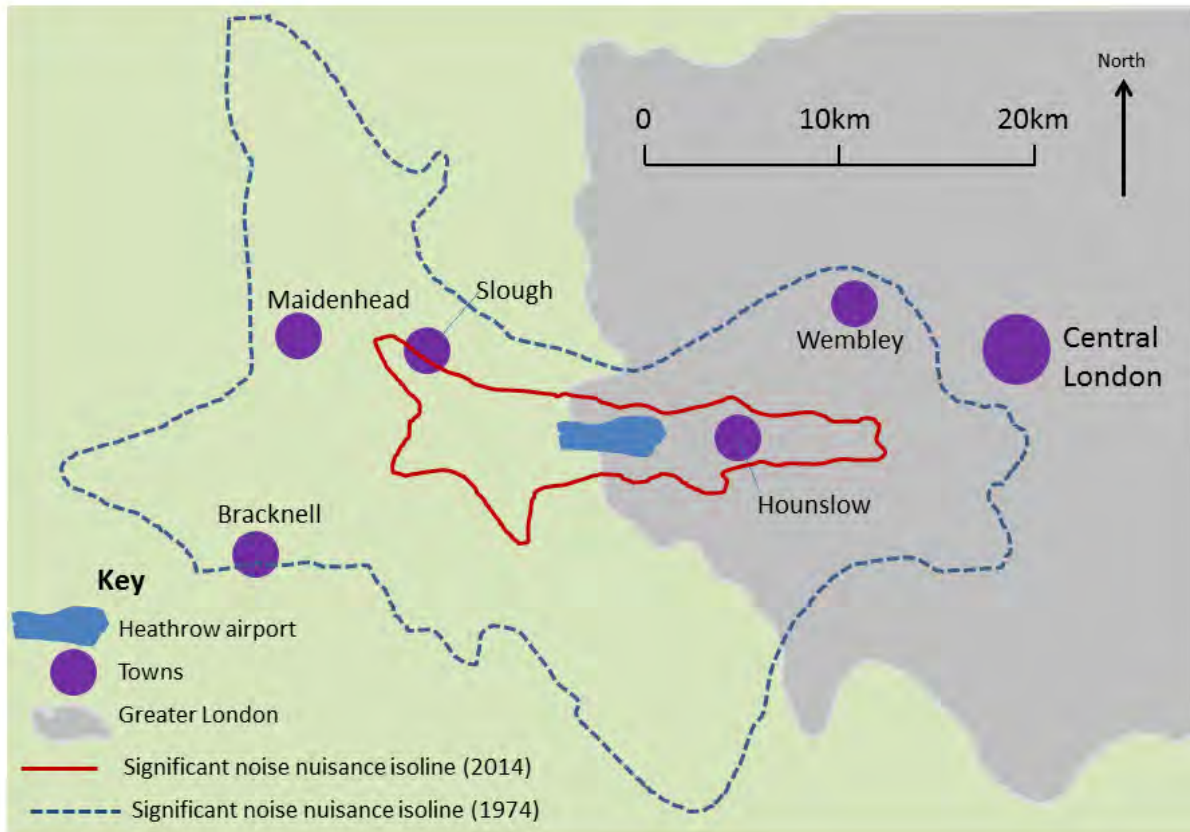 North
0
10km
20km
Maidenhead
Slough
Wembley
Central
London
Hounslow
Bracknell
Key
Heathrow airport
Towns
Greater London
Significant noise nuisance isoline (2014)
Significant noise nuisance isoline (1974)